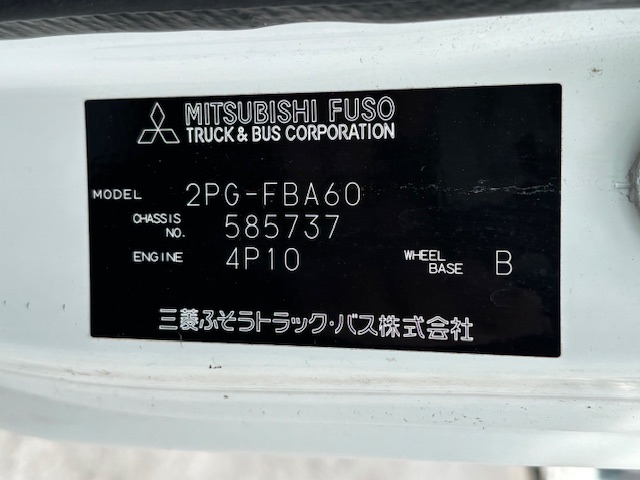 MITSUBISHI FUSO
TRUCK & BUS CORPORATION
MODEL 2PG-FBA60
CHASSIS NO. 585737
ENGINE 4P10 WHEEL BASE B
三菱ふそうトラック・バス株式会社